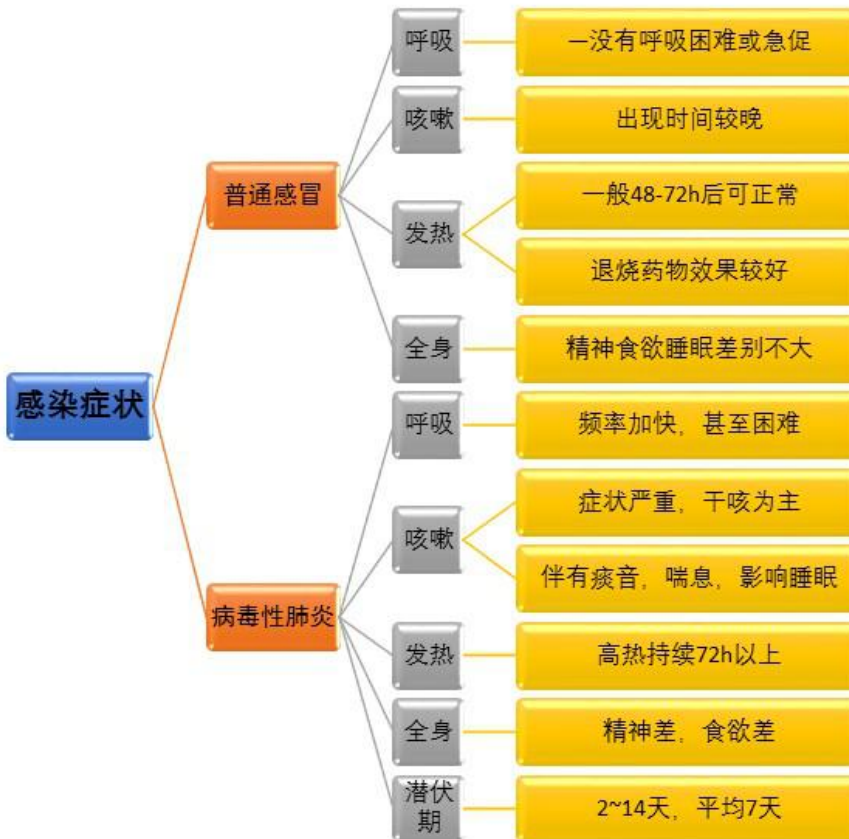 感染症状
普通感冒
呼吸
一没有呼吸困难或急促
咳嗽
出现时间较晚
发热
一般48-72h后可正常
退烧药物效果较好
全身
精神食欲睡眠差别不大
病毒性肺炎
呼吸
频率加快，甚至困难
咳嗽
症状严重，干咳为主
伴有痰音，喘息，影响睡眠
发热
高热持续72h以上
全身
精神差，食欲差
潜伏
期
2~14天，平均7天